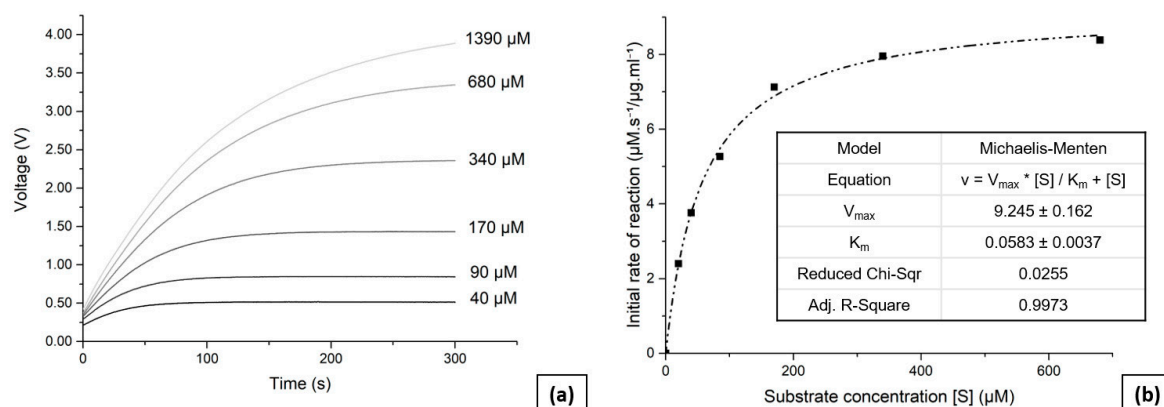 4.00
3.50
3.00
2.50
2.00
1.50
1.00
0.50
0.00
Voltage (V)
0
100
200
300
Time (s)
1390 µM
680 µM
340 µM
170 µM
90 µM
40 µM
(a)
8
6
4
2
0
Initial rate of reaction (µM.s⁻¹/µg.ml⁻¹)
0
200
400
600
Substrate concentration [S] (µM)
Model Michaelis-Menten
Equation v = Vmax * [S] / Km + [S]
Vmax 9.245 ± 0.162
Km 0.0583 ± 0.0037
Reduced Chi-Sqr 0.0255
Adj. R-Square 0.9973
(b)